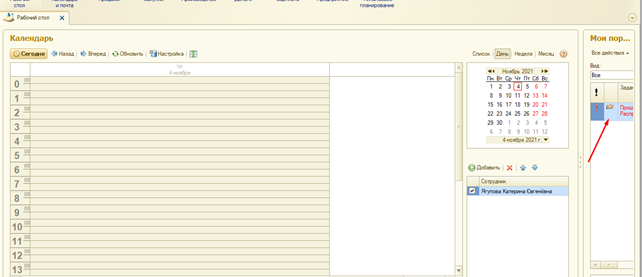 стол
и почта
планирование
Рабочий стол
Календарь
Сегодня Назад Вперед Обновить Настройка
Список День Неделя Месяц
Чт
4 ноября
0 00
1 00
2 00
3 00
4 00
5 00
6 00
7 00
8 00
9 00
10 00
11 00
12 00
13 00
Ноябрь 2021
Пн Вт Ср Чт Пт Сб Вс
1 2 3 4 5 6 7
8 9 10 11 12 13 14
15 16 17 18 19 20 21
22 23 24 25 26 27 28
29 30 1 2 3 4 5
6 7 8 9 10 11 12
4 ноября 2021 г.
Добавить
Сотрудник
Ягупова Катерина Євгеніївна
Мои пор...
Все действия
Вид:
Все
! Задан
! Прош
Распр